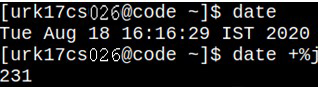 [urk17cs026@code ~]$ date
Tue Aug 18 16:16:29 IST 2020
[urk17cs026@code ~]$ date +%j
231